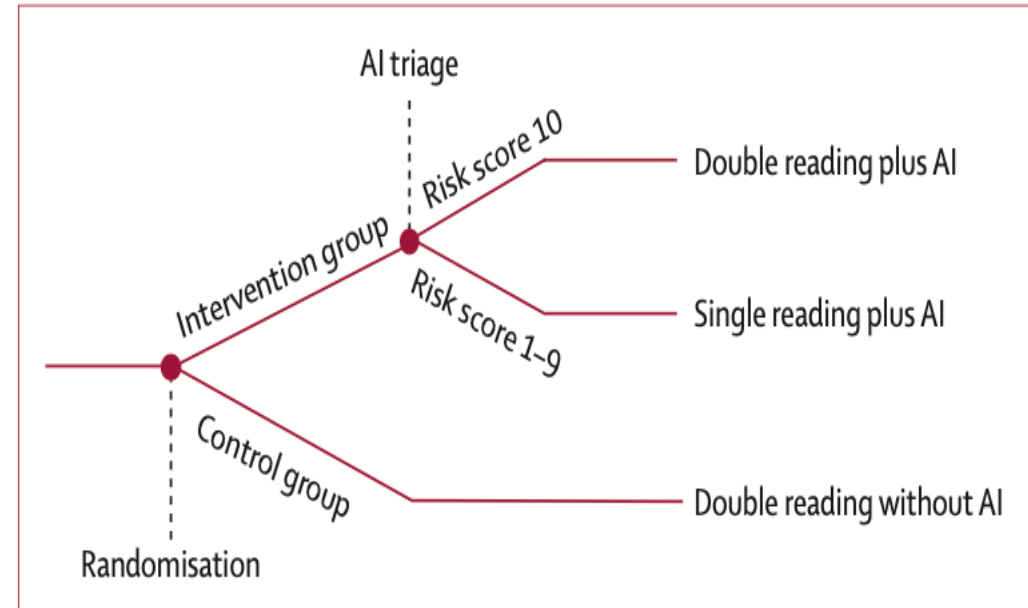 AI triage
Risk score 10
Double reading plus AI
Intervention group
Risk score 1–9
Single reading plus AI
Control group
Double reading without AI
Randomisation